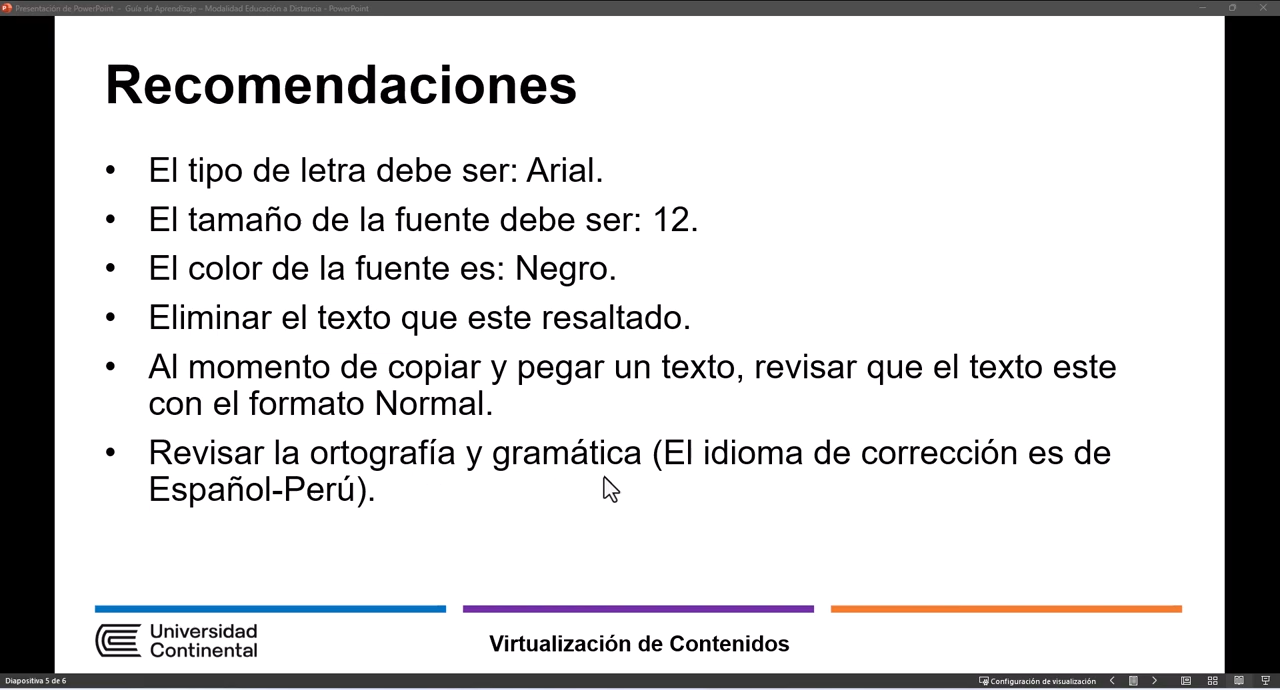 Presentación de PowerPoint - Guía de Aprendizaje – Modalidad Educación a Distancia - PowerPoint
Recomendaciones
• El tipo de letra debe ser: Arial.
• El tamaño de la fuente debe ser: 12.
• El color de la fuente es: Negro.
• Eliminar el texto que este resaltado.
• Al momento de copiar y pegar un texto, revisar que el texto este
con el formato Normal.
• Revisar la ortografía y gramática (El idioma de corrección es de
Español-Perú).
Universidad
Continental
Virtualización de Contenidos
Diapositiva 5 de 6
Configuración de visualización